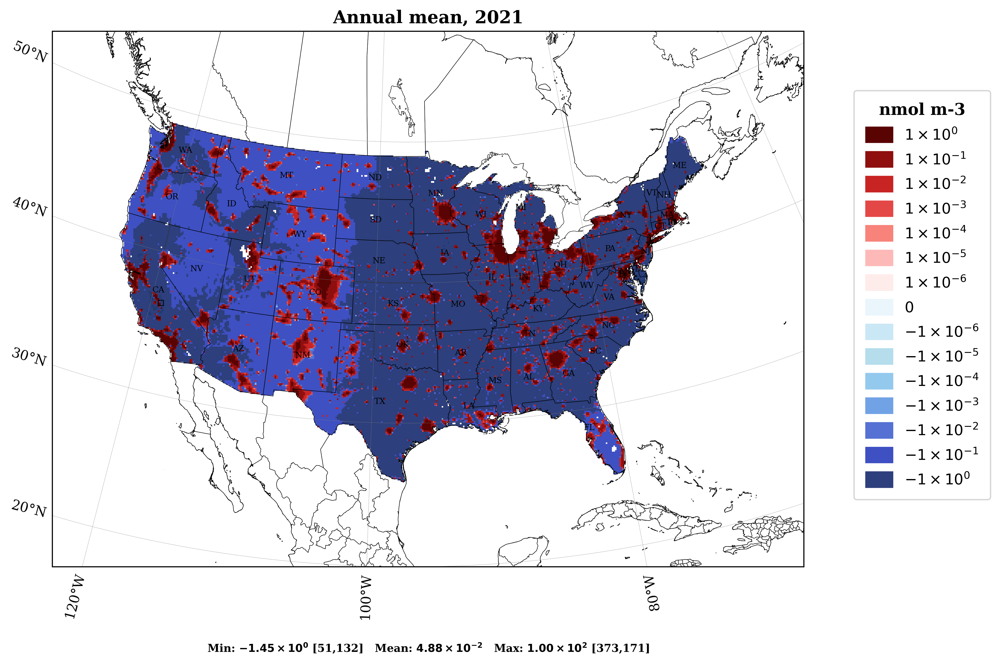 Annual mean, 2021
50°N
40°N
30°N
20°N
120°W
100°W
80°W
WA
OR
CA
NV
ID
MT
WY
UT
AZ
CO
NM
ND
SD
NE
KS
OK
TX
MN
IA
MO
AR
LA
WI
IL
MI
IN
OH
KY
TN
MS
AL
GA
FL
SC
NC
VA
WV
PA
NY
VT
NH
ME
MA
CT
NJ
DE
nmol m-3
1 × 10⁰
1 × 10⁻¹
1 × 10⁻²
1 × 10⁻³
1 × 10⁻⁴
1 × 10⁻⁵
1 × 10⁻⁶
0
−1 × 10⁻⁶
−1 × 10⁻⁵
−1 × 10⁻⁴
−1 × 10⁻³
−1 × 10⁻²
−1 × 10⁻¹
−1 × 10⁰
Min: −1.45 × 10⁰ [51,132] Mean: 4.88 × 10⁻² Max: 1.00 × 10² [373,171]